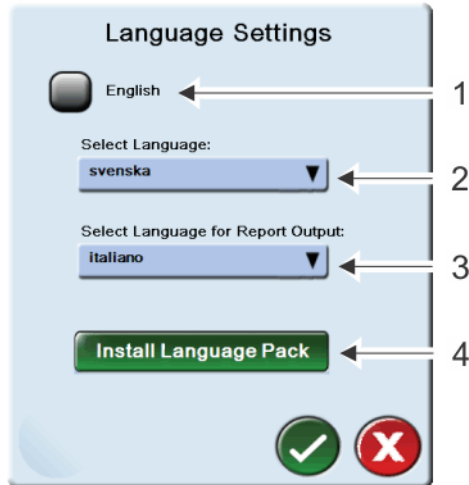 Language Settings
English
1
Select Language:
svenska
2
Select Language for Report Output:
italiano
3
Install Language Pack
4